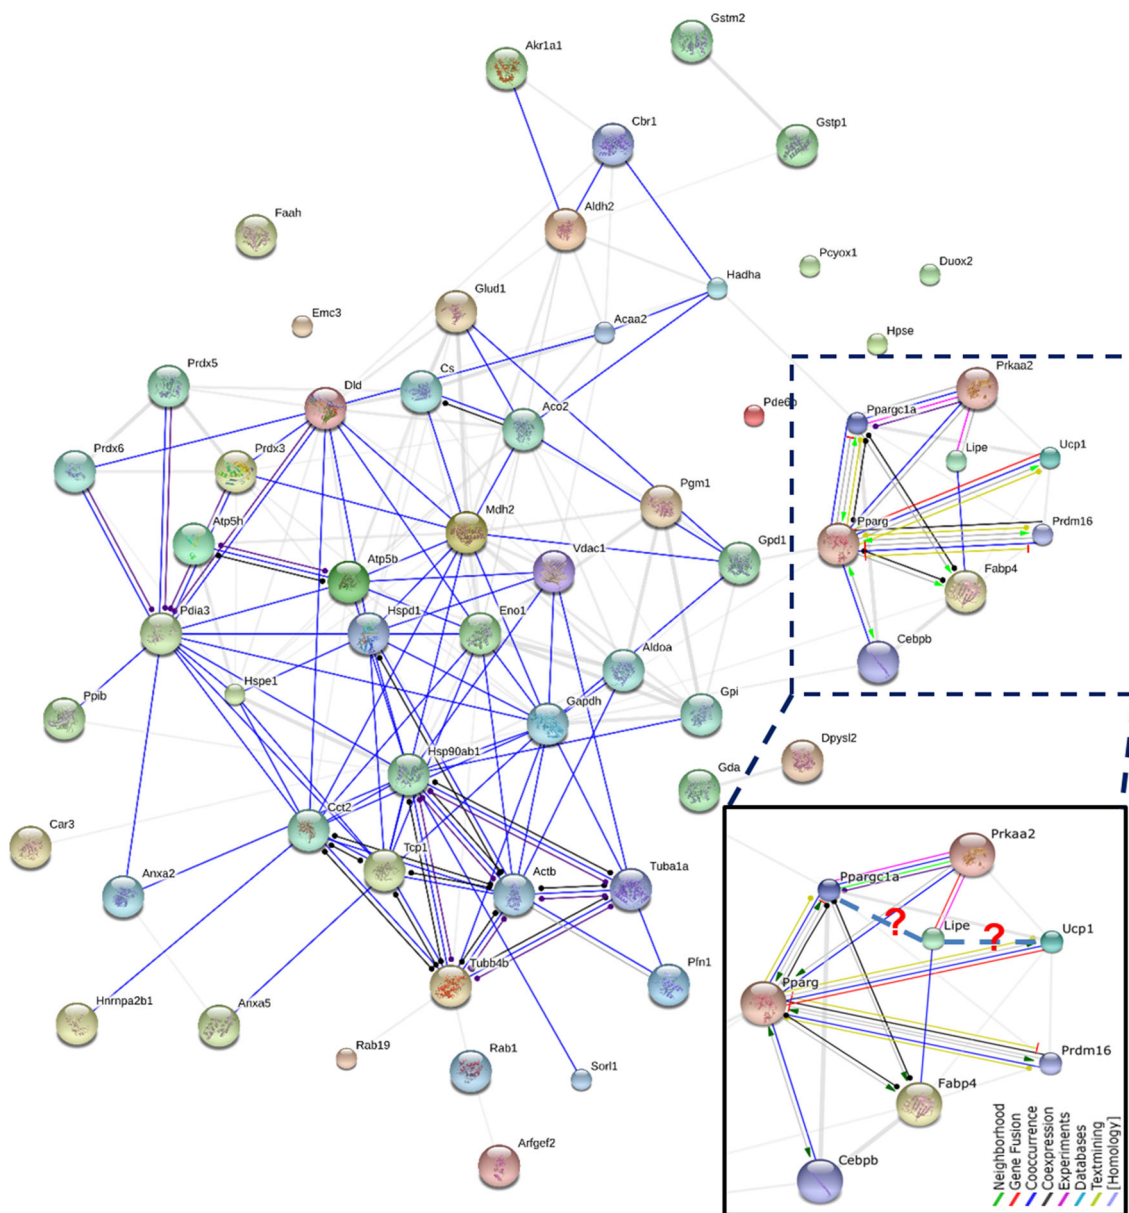 Gstm2
Akr1a1
Cbr1
Gstp1
Faah
Aldh2
Pcyox1
Duox2
Hadha
Glud1
Emc3
Acaa2
Hpse
Prdx5
Dld
Cs
Aco2
Pde6b
Prkaa2
Ppargc1a
Lipe
Ucp1
Prdx6
Prdx3
Pgm1
Atp5h
Mdh2
Gpd1
Pparg
Prdm16
Atp5b
Vdac1
Fabp4
Pdia3
Hspd1
Eno1
Cebpb
Aldoa
Hspe1
Ppib
Gapdh
Gpi
Dpysl2
Hsp90ab1
Gda
Cct2
Car3
Tcp1
Actb
Tuba1a
Anxa2
Tubb4b
Pfn1
Hnrnpa2b1
Anxa5
Rab19
Rab1
Sorl1
Arfgef2
Prkaa2
Ppargc1a
?
Lipe
?
Ucp1
Pparg
Prdm16
Fabp4
Cebpb
Neighborhood
Gene Fusion
Cooccurrence
Coexpression
Experiments
Databases
Textmining
[Homology]